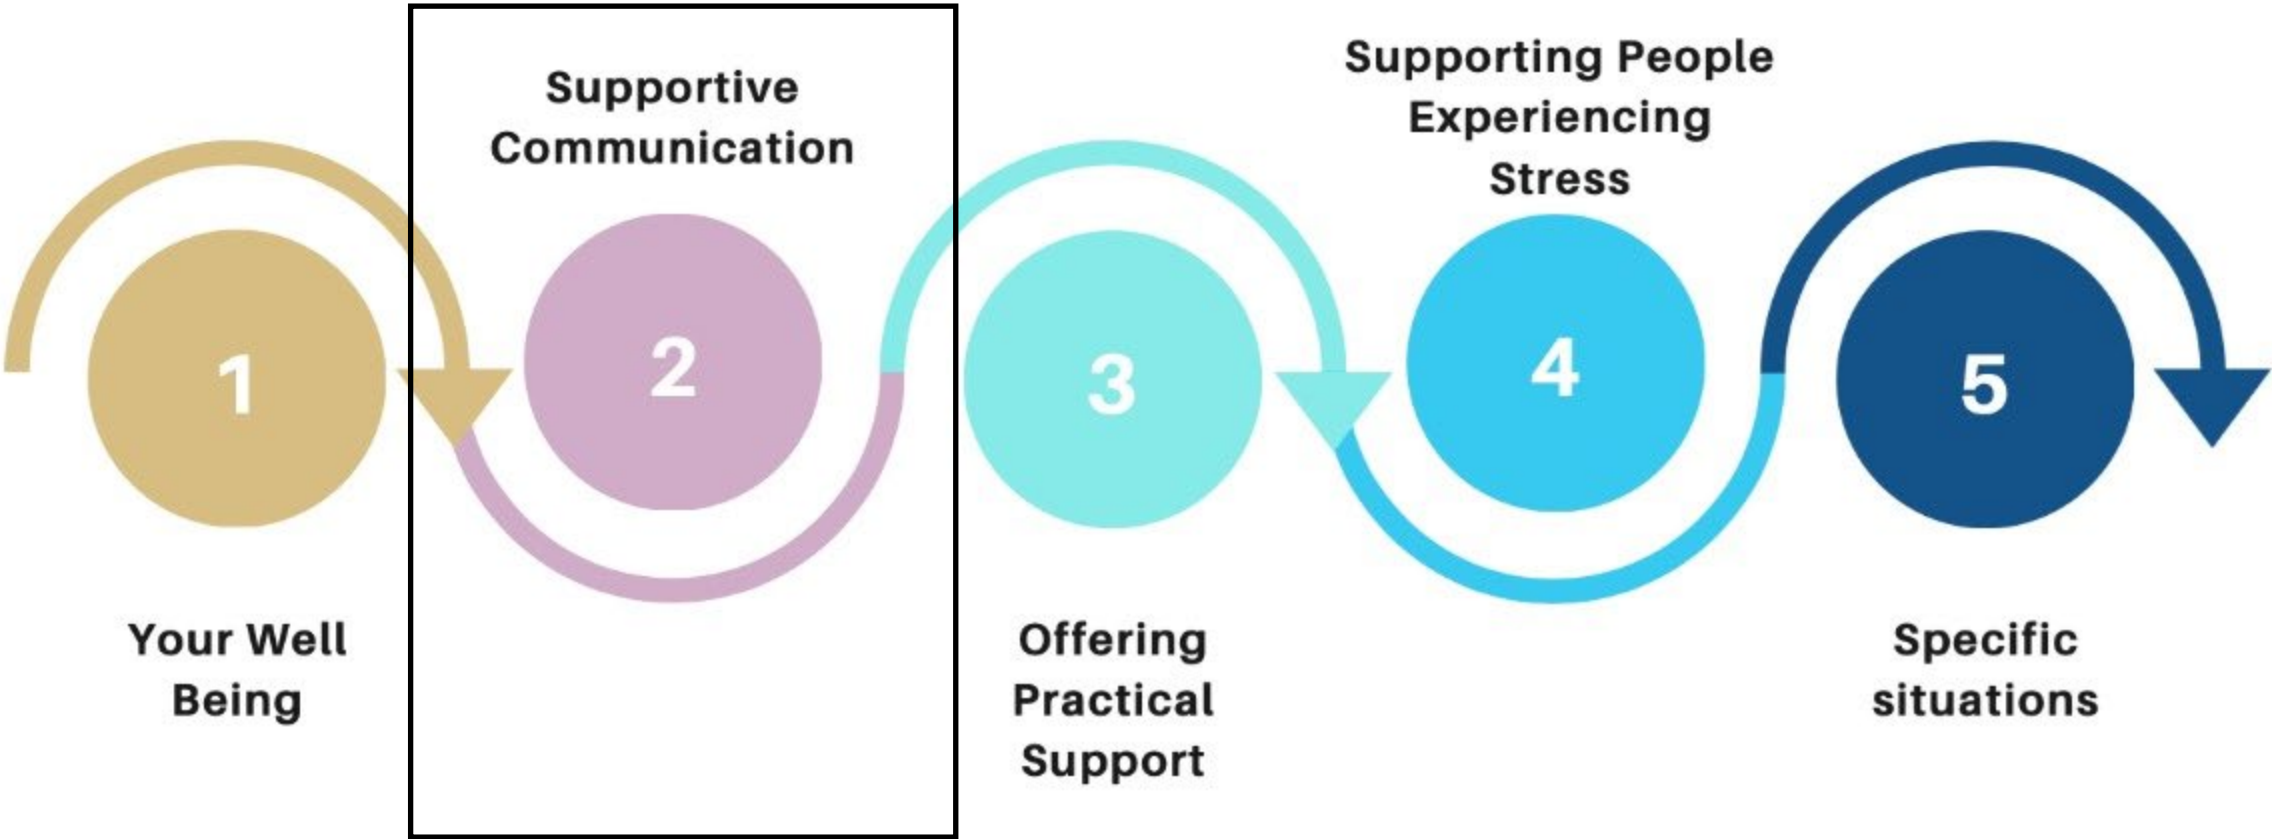 1
Your Well
Being
Supportive
Communication
2
3
Offering
Practical
Support
Supporting People
Experiencing
Stress
4
5
Specific
situations